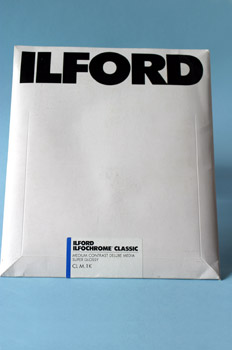 ILFORD
ILFORD
ILFOCHROME CLASSIC
MEDIUM CONTRAST DELUXE MEDIA
SUPER GLOSSY
CLM.1K